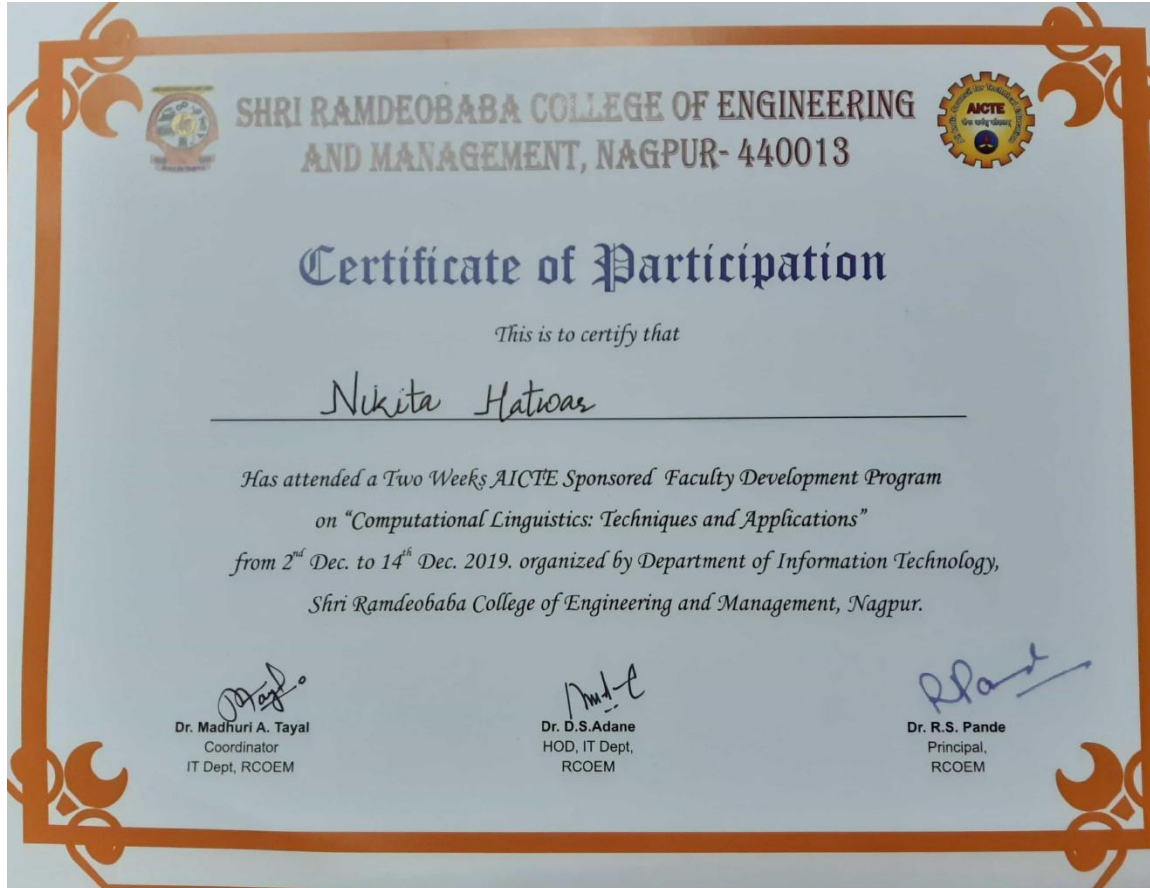 SHRI RAMDEOBABA COLLEGE OF ENGINEERING
AND MANAGEMENT, NAGPUR- 440013
AICTE
Certificate of Participation
This is to certify that
Nikita Hatwar
Has attended a Two Weeks AICTE Sponsored Faculty Development Program
on “Computational Linguistics: Techniques and Applications”
from 2nd Dec. to 14th Dec. 2019. organized by Department of Information Technology,
Shri Ramdeobaba College of Engineering and Management, Nagpur.
Dr. Madhuri A. Tayal
Coordinator
IT Dept, RCOEM
Dr. D.S.Adane
HOD, IT Dept,
RCOEM
Dr. R.S. Pande
Principal,
RCOEM